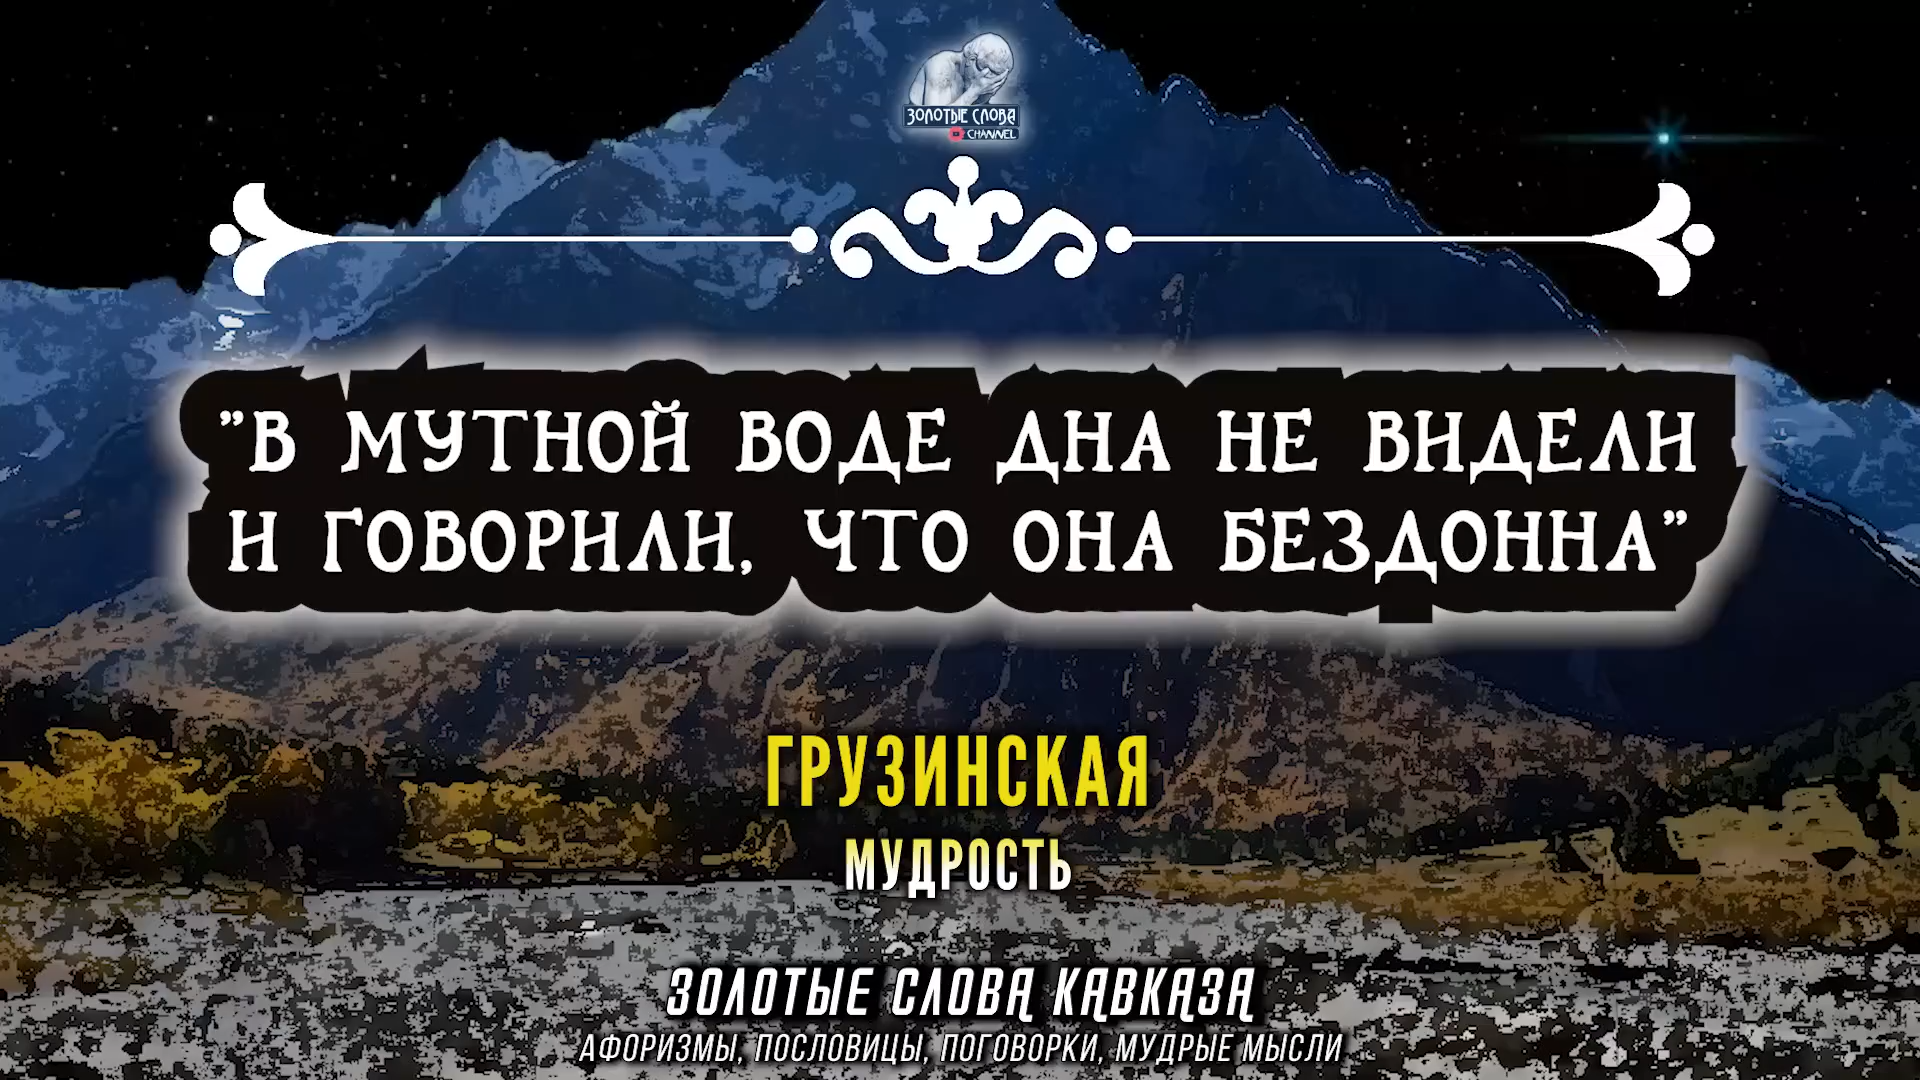 ЗОЛОТЫЕ СЛОВА
CHANNEL
"В МУТНОЙ ВОДЕ ДНА НЕ ВИДЕЛИ
И ГОВОРИЛИ, ЧТО ОНА БЕЗДОННА"
ГРУЗИНСКАЯ
МУДРОСТЬ
ЗОЛОТЫЕ СЛОВА КАВКАЗА
АФОРИЗМЫ, ПОСЛОВИЦЫ, ПОГОВОРКИ, МУДРЫЕ МЫСЛИ